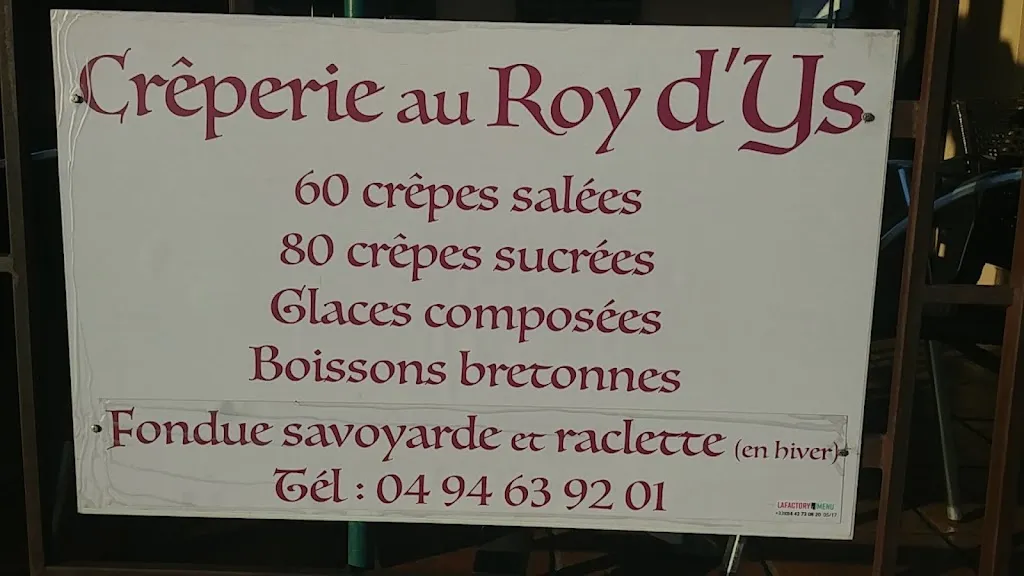 Crêperie au Roy d'Ys
60 crêpes salées
80 crêpes sucrées
Glaces composées
Boissons bretonnes
Fondue savoyarde et raclette (en hiver)
Tél : 04 94 63 92 01
LAFACTORYDMENU